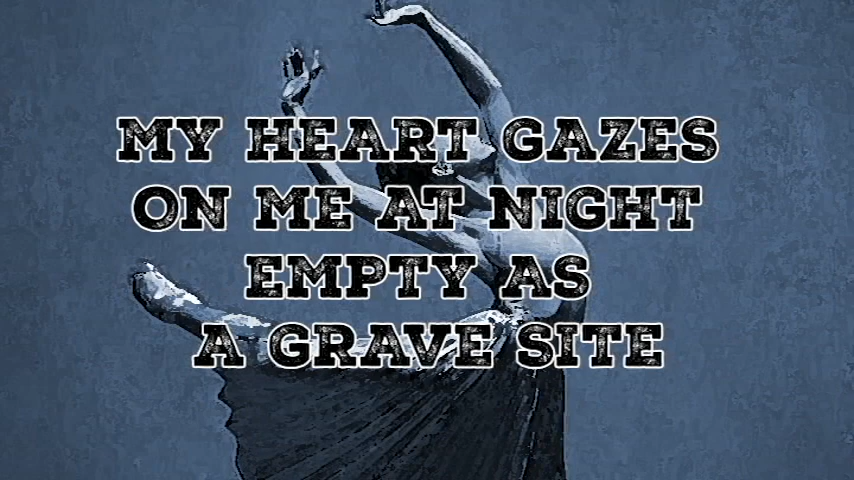 MY HEART GAZES
ON ME AT NIGHT
EMPTY AS
A GRAVE SITE